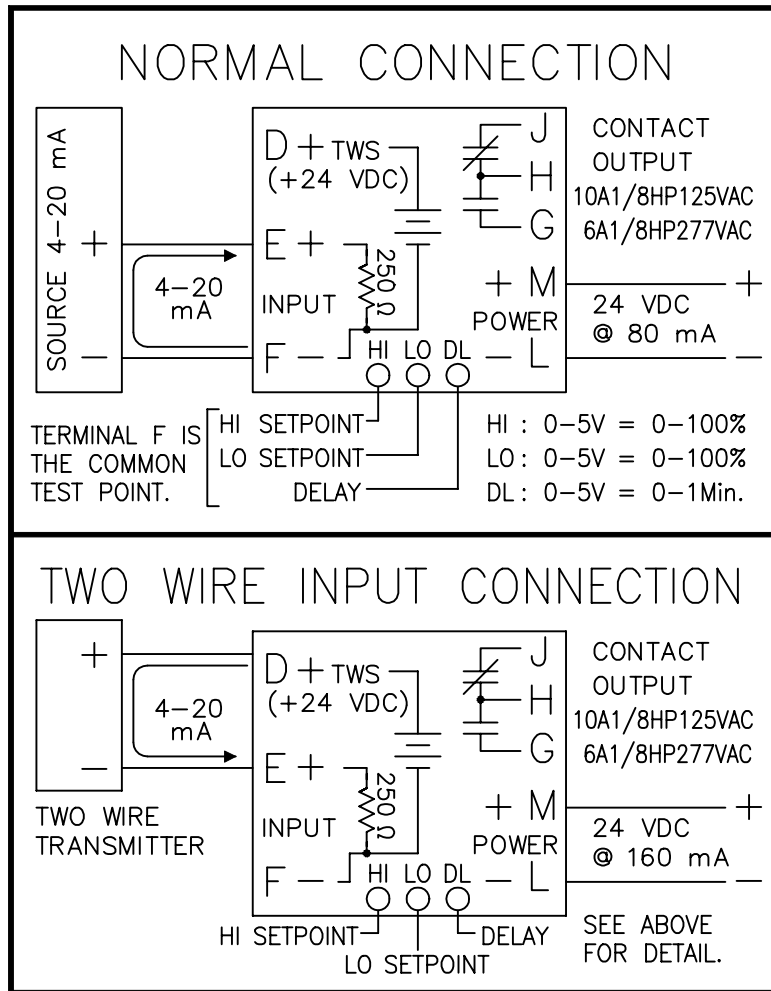 NORMAL CONNECTION
SOURCE 4-20 mA
+
-
4-20
mA
D + TWS
(+24 VDC)
E +
INPUT
250 Ω
F -
HI LO DL
J
H
G
+ M
POWER
- L
CONTACT
OUTPUT
10A1/8HP125VAC
6A1/8HP277VAC
+
24 VDC
@ 80 mA
-
TERMINAL F IS
THE COMMON
TEST POINT.
HI SETPOINT
LO SETPOINT
DELAY
HI : 0-5V = 0-100%
LO : 0-5V = 0-100%
DL : 0-5V = 0-1Min.
TWO WIRE INPUT CONNECTION
+
-
4-20
mA
TWO WIRE
TRANSMITTER
D + TWS
(+24 VDC)
E +
INPUT
250 Ω
F -
HI LO DL
J
H
G
+ M
POWER
- L
CONTACT
OUTPUT
10A1/8HP125VAC
6A1/8HP277VAC
+
24 VDC
@ 160 mA
-
HI SETPOINT
LO SETPOINT
DELAY
SEE ABOVE
FOR DETAIL.